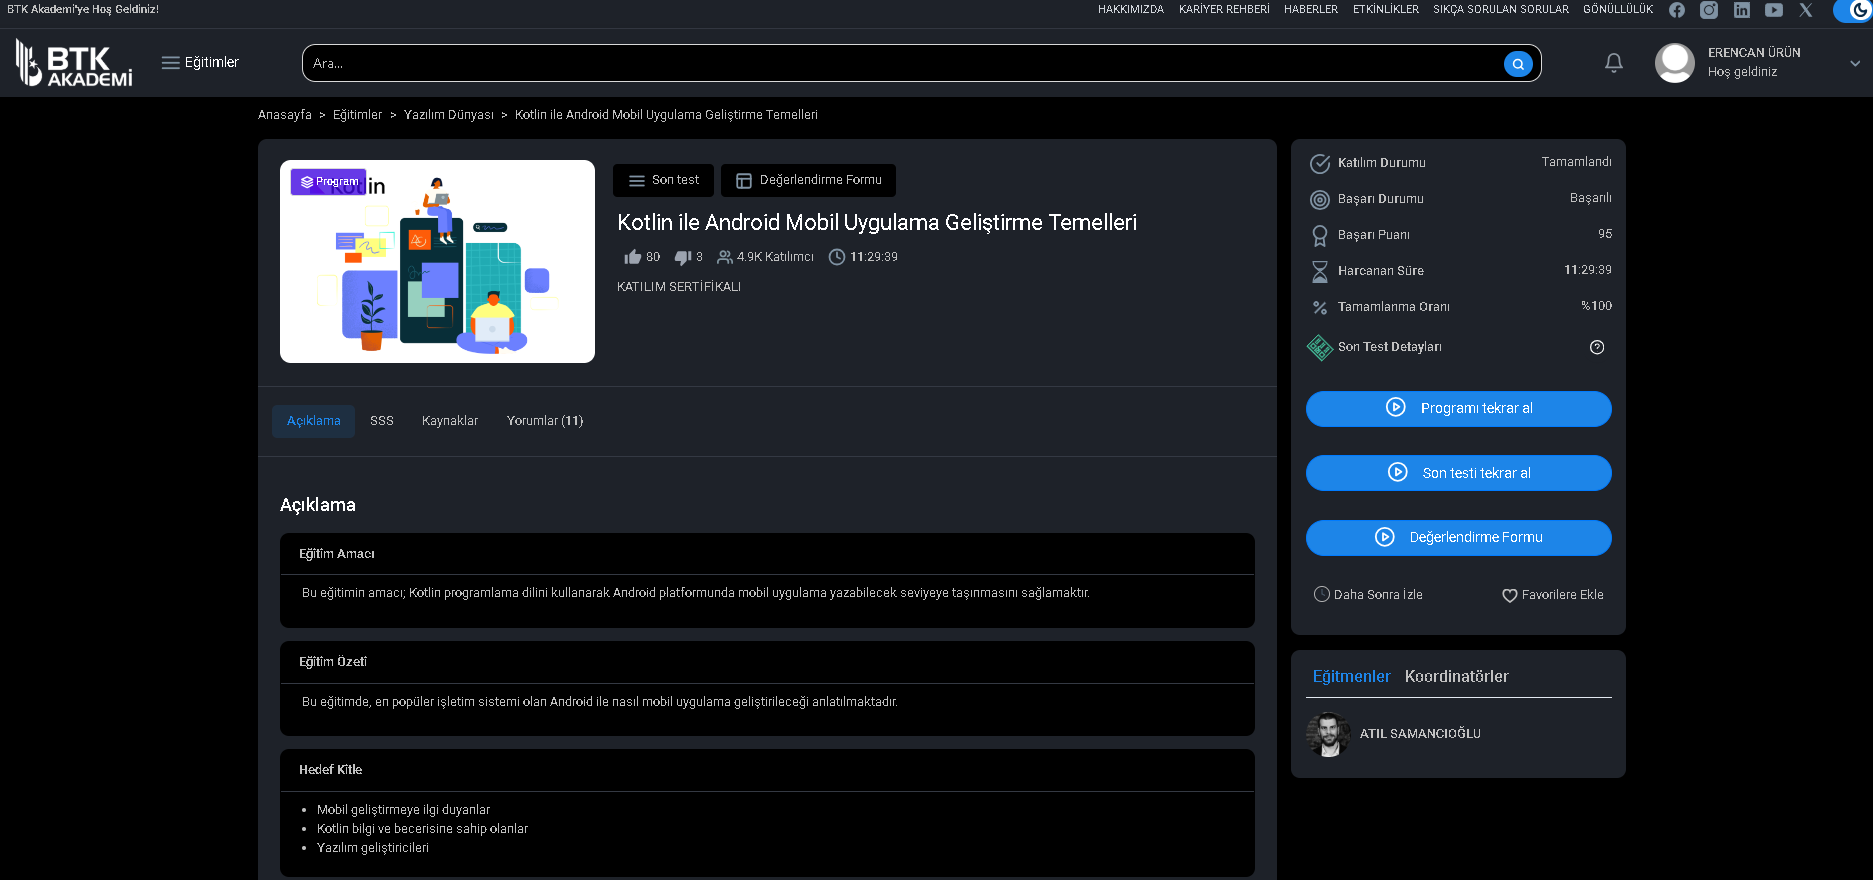 BTK Akademi'ye Hoş Geldiniz!
HAKKIMIZDA KARİYER REHBERİ HABERLER ETKİNLİKLER SIKÇA SORULAN SORULAR GÖNÜLLÜLÜK
BTK AKADEMİ
Eğitimler
Ara...
ERENCAN ÜRÜN
Hoş geldiniz
Anasayfa > Eğitimler > Yazılım Dünyası > Kotlin ile Android Mobil Uygulama Geliştirme Temelleri
Program
Kotlin
Son test
Değerlendirme Formu
Kotlin ile Android Mobil Uygulama Geliştirme Temelleri
80 3 4.9K Katılımcı 11:29:39
KATILIM SERTİFİKALI
Açıklama SSS Kaynaklar Yorumlar (11)
Açıklama
Eğitim Amacı
Bu eğitimin amacı; Kotlin programlama dilini kullanarak Android platformunda mobil uygulama yazabilecek seviyeye taşınmasını sağlamaktır.
Eğitim Özeti
Bu eğitimde, en popüler işletim sistemi olan Android ile nasıl mobil uygulama geliştirileceği anlatılmaktadır.
Hedef Kitle
• Mobil geliştirmeye ilgi duyanlar
• Kotlin bilgi ve becerisine sahip olanlar
• Yazılım geliştiricileri
Katılım Durumu Tamamlandı
Başarı Durumu Başarılı
Başarı Puanı 95
Harcanan Süre 11:29:39
Tamamlanma Oranı %100
Son Test Detayları
Programı tekrar al
Son testi tekrar al
Değerlendirme Formu
Daha Sonra İzle Favorilere Ekle
Eğitmenler Koordinatörler
ATIL SAMANCIOĞLU